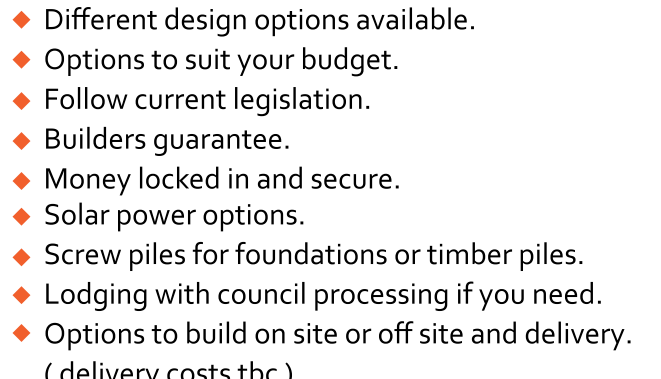 Different design options available.
Options to suit your budget.
Follow current legislation.
Builders guarantee.
Money locked in and secure.
Solar power options.
Screw piles for foundations or timber piles.
Lodging with council processing if you need.
Options to build on site or off site and delivery.
( delivery costs tbc )